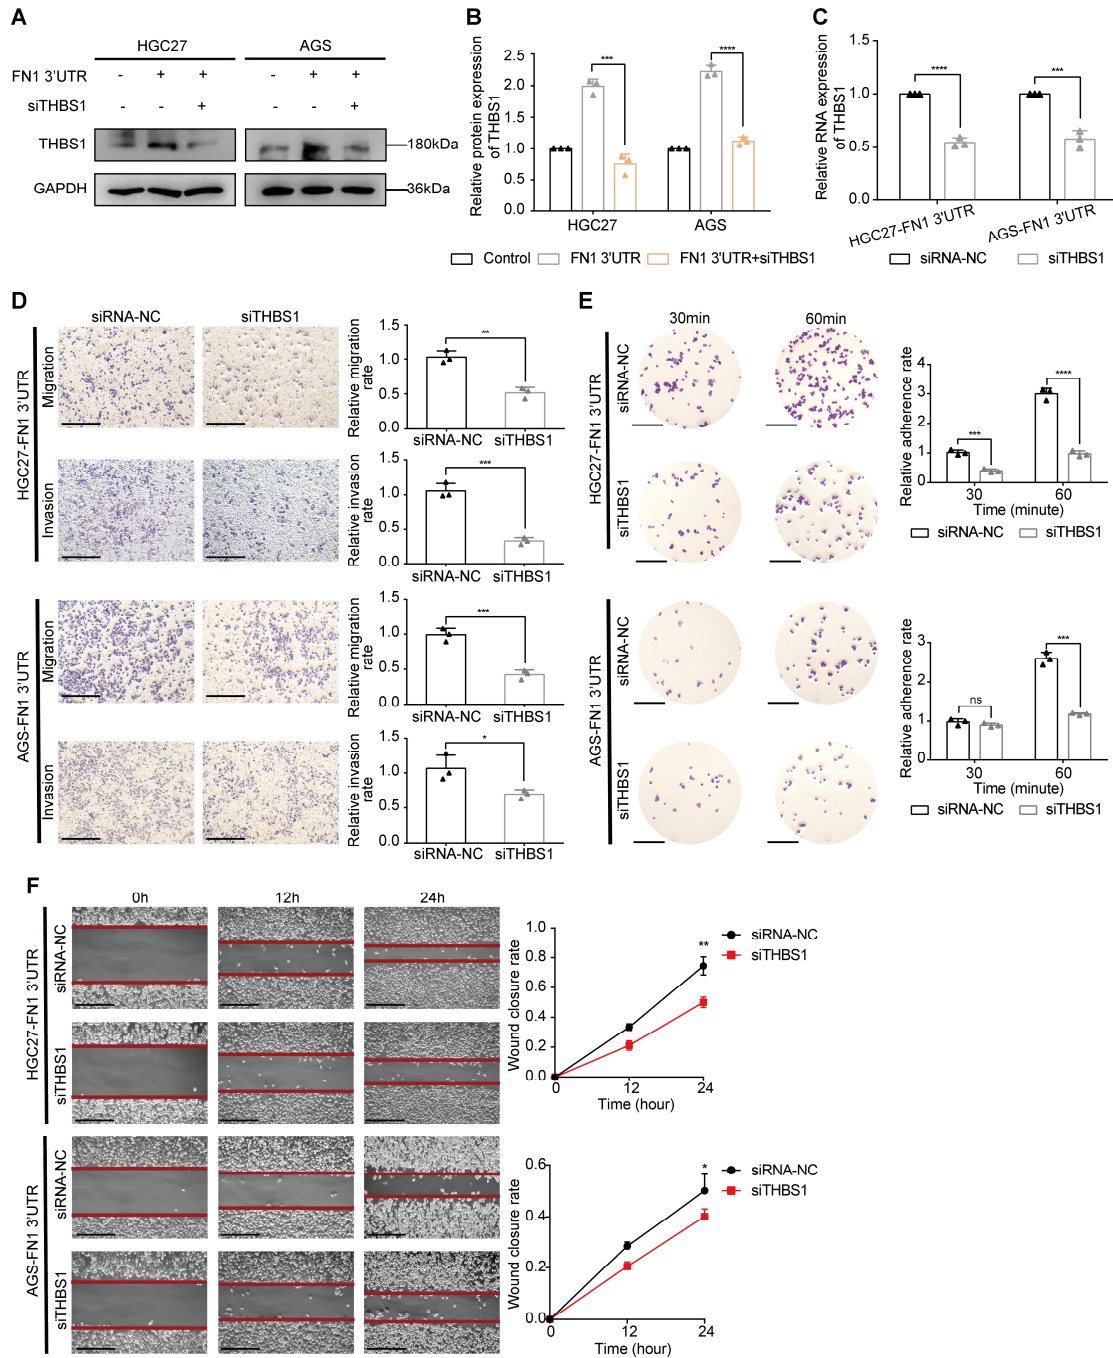 A
HGC27 AGS
FN1 3'UTR - + + - + +
siTHBS1 - - + - - +
THBS1 180kDa
GAPDH 36kDa
B
Relative protein expression
of THBS1
2.5
2.0
1.5
1.0
0.5
0.0
*** ****
HGC27 AGS
Control FN1 3'UTR FN1 3'UTR+siTHBS1
C
Relative RNA expression
of THBS1
1.5
1.0
0.5
0.0
**** ***
HGC27-FN1 3'UTR AGS-FN1 3'UTR
siRNA-NC siTHBS1
D
siRNA-NC siTHBS1
HGC27-FN1 3'UTR
Migration
Relative migration
rate
1.5
1.0
0.5
0.0
**
siRNA-NC siTHBS1
Invasion
Relative invasion
rate
1.5
1.0
0.5
0.0
***
siRNA-NC siTHBS1
AGS-FN1 3'UTR
Migration
Relative migration
rate
1.5
1.0
0.5
0.0
***
siRNA-NC siTHBS1
Invasion
Relative invasion
rate
1.5
1.0
0.5
0.0
*
siRNA-NC siTHBS1
E
30min 60min
HGC27-FN1 3'UTR
siRNA-NC
siTHBS1
Relative adherence rate
4
3
2
1
0
*** ****
30 60
Time (minute)
siRNA-NC siTHBS1
AGS-FN1 3'UTR
siRNA-NC
siTHBS1
Relative adherence rate
3
2
1
0
ns ***
30 60
Time (minute)
siRNA-NC siTHBS1
F
0h 12h 24h
HGC27-FN1 3'UTR
siRNA-NC
siTHBS1
Wound closure rate
1.0
0.8
0.6
0.4
0.2
0.0
**
0 12 24
Time (hour)
siRNA-NC
siTHBS1
AGS-FN1 3'UTR
siRNA-NC
siTHBS1
Wound closure rate
0.6
0.4
0.2
0.0
*
0 12 24
Time (hour)
siRNA-NC
siTHBS1